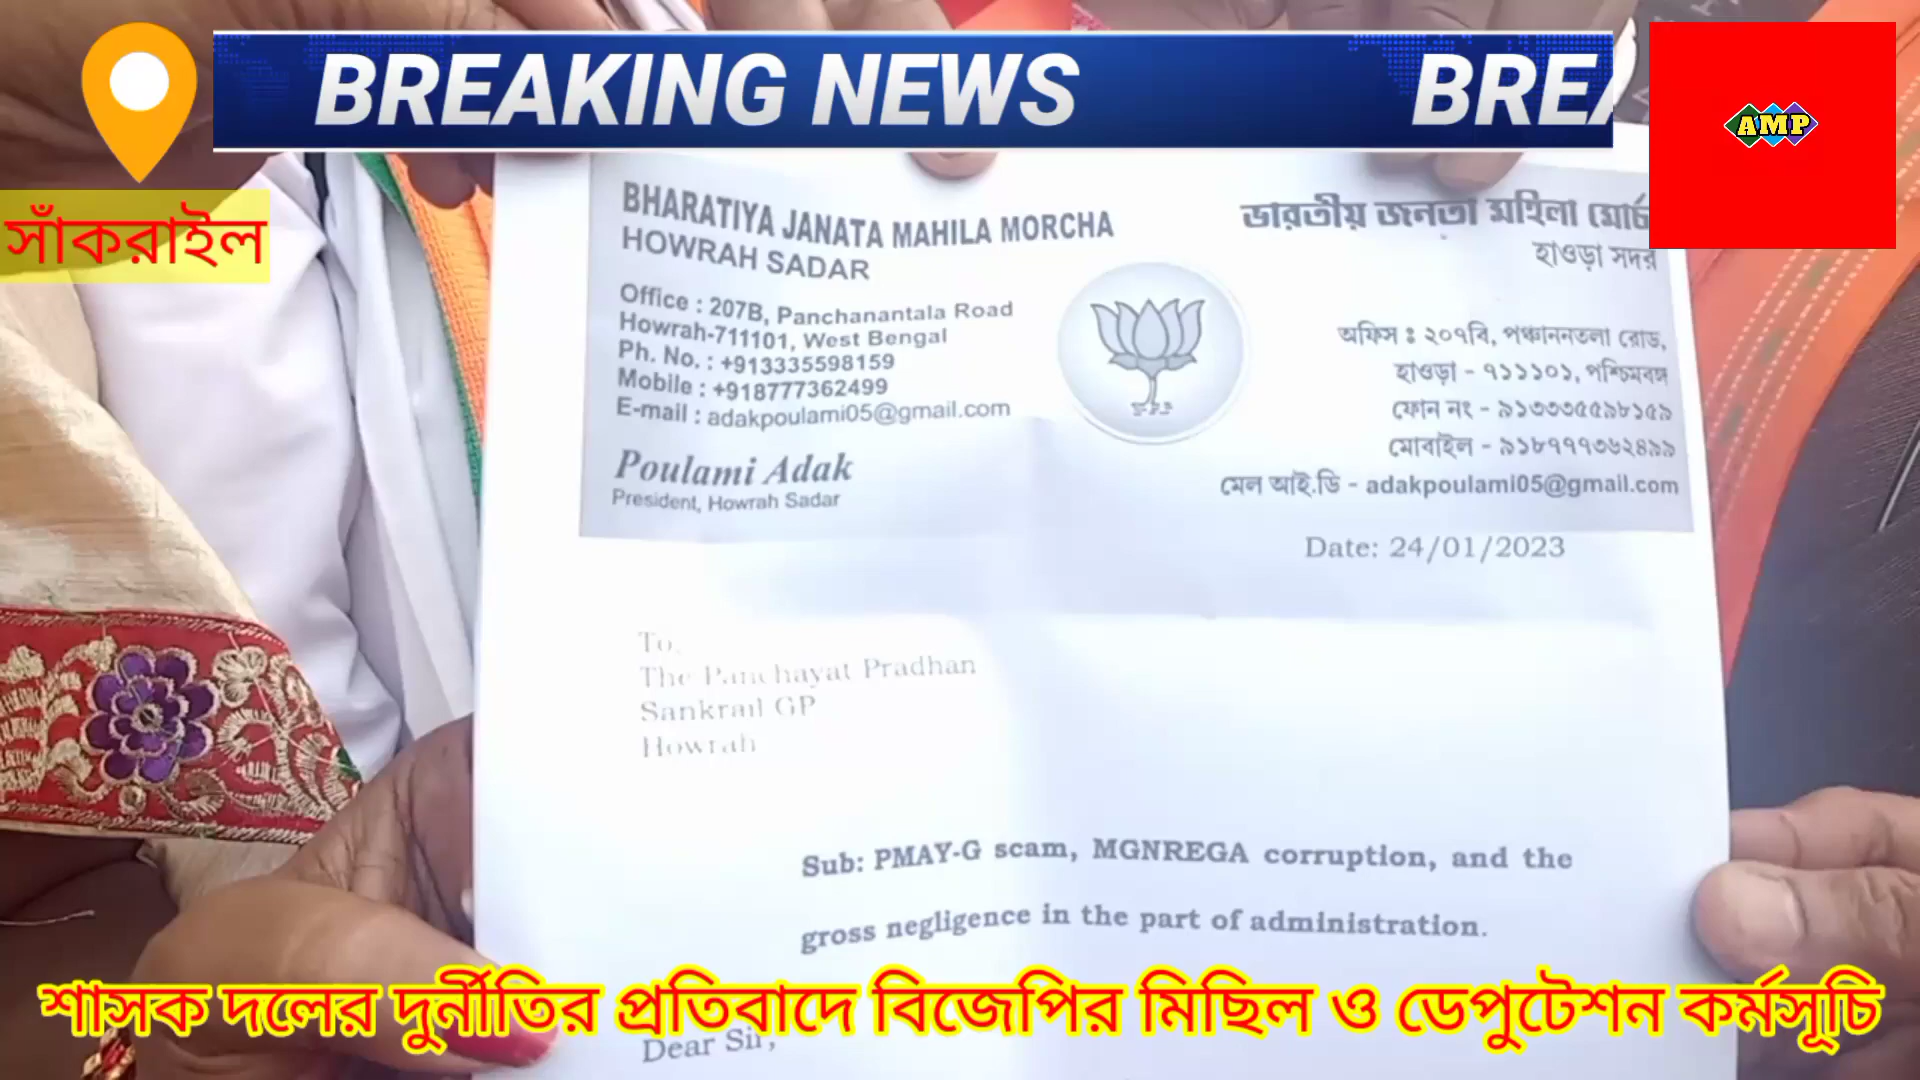 BREAKING NEWS
BREA
AMP
সাঁকরাইল
BHARATIYA JANATA MAHILA MORCHA
HOWRAH SADAR
Office : 207B, Panchanantala Road
Howrah-711101, West Bengal
Ph. No. : +913335598159
Mobile : +918777362499
E-mail : adakpoulami05@gmail.com
Poulami Adak
President, Howrah Sadar
ভারতীয় জনতা মহিলা মোর্চ
হাওড়া সদর
অফিস ঃ ২০৭বি, পঞ্চাননতলা রোড,
হাওড়া - ৭১১১০১, পশ্চিমবঙ্গ
ফোন নং - ৯১৩৩৩৫৫৯৮১৫৯
মোবাইল - ৯১৮৭৭৭৩৬২৪৯৯
মেল আই.ডি - adakpoulami05@gmail.com
Date: 24/01/2023
To,
The Panchayat Pradhan
Sankrail GP
Howrah
Sub: PMAY-G scam, MGNREGA corruption, and the
gross negligence in the part of administration.
শাসক দলের দুর্নীতির প্রতিবাদে বিজেপির মিছিল ও ডেপুটেশন কর্মসূচি
Dear Sir,